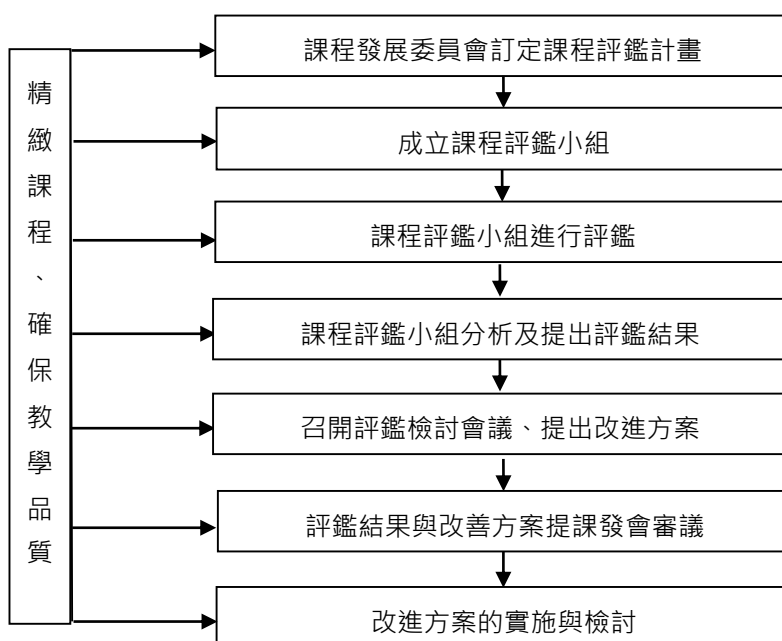 精緻課程、確保教學品質
課程發展委員會訂定課程評鑑計畫
成立課程評鑑小組
課程評鑑小組進行評鑑
課程評鑑小組分析及提出評鑑結果
召開評鑑檢討會議、提出改進方案
評鑑結果與改善方案提課發會審議
改進方案的實施與檢討